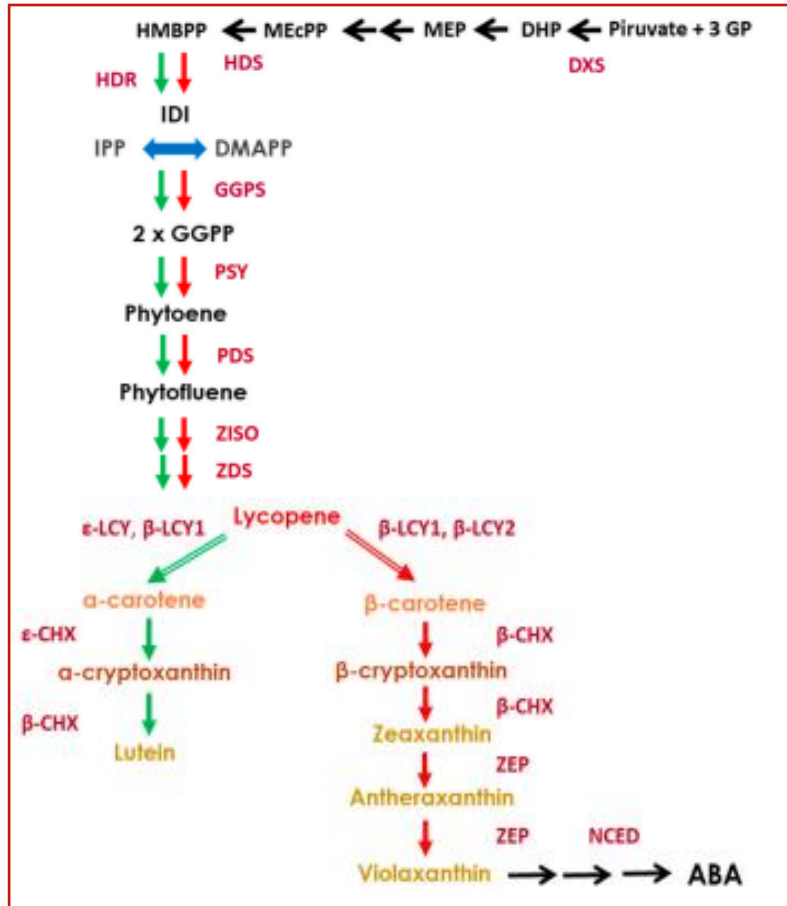 HMBPP MEcPP MEP DHP Piruvate + 3 GP
HDR HDS DXS
IDI
IPP DMAPP
GGPS
2 x GGPP
PSY
Phytoene
PDS
Phytofluene
ZISO
ZDS
Lycopene
ε-LCY, β-LCY1 β-LCY1, β-LCY2
α-carotene β-carotene
ε-CHX β-CHX
α-cryptoxanthin β-cryptoxanthin
β-CHX β-CHX
Lutein Zeaxanthin
ZEP
Antheraxanthin
ZEP NCED
Violaxanthin ABA